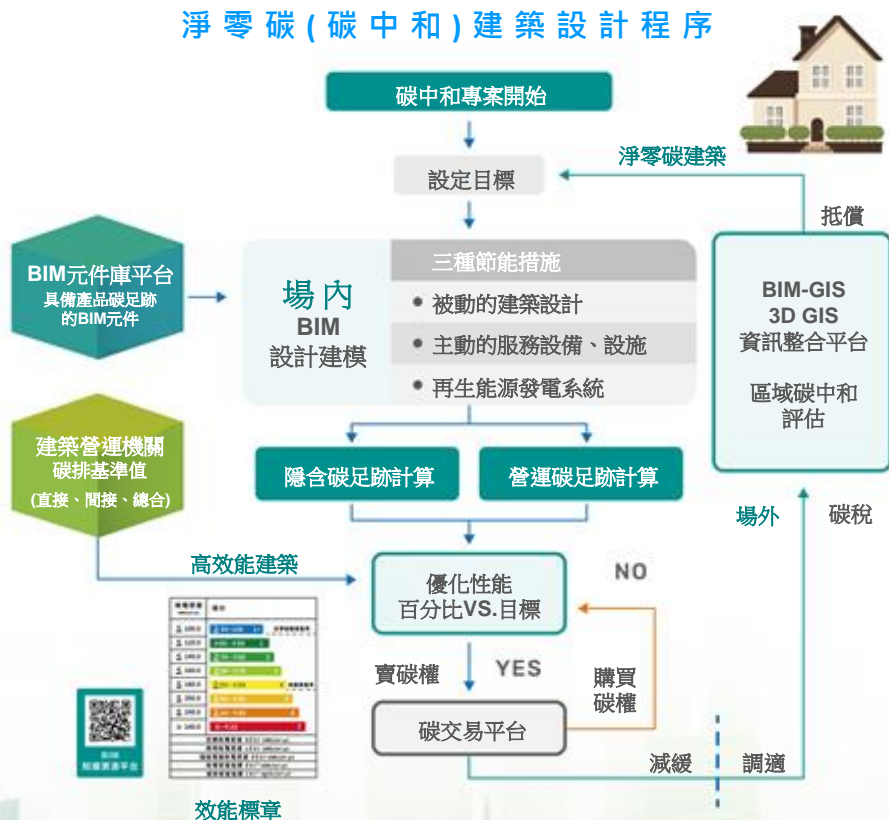 淨零碳(碳中和)建築設計程序
碳中和專案開始
淨零碳建築
設定目標
抵償
BIM元件庫平台
具備產品碳足跡
的BIM元件
場內
BIM
設計建模
三種節能措施
• 被動的建築設計
• 主動的服務設備、設施
• 再生能源發電系統
BIM-GIS
3D GIS
資訊整合平台
區域碳中和
評估
建築營運機關
碳排基準值
(直接、間接、總合)
隱含碳足跡計算
營運碳足跡計算
場外
碳稅
高效能建築
優化性能
百分比VS.目標
NO
賣碳權
YES
購買
碳權
碳交易平台
減緩
調適
效能標章